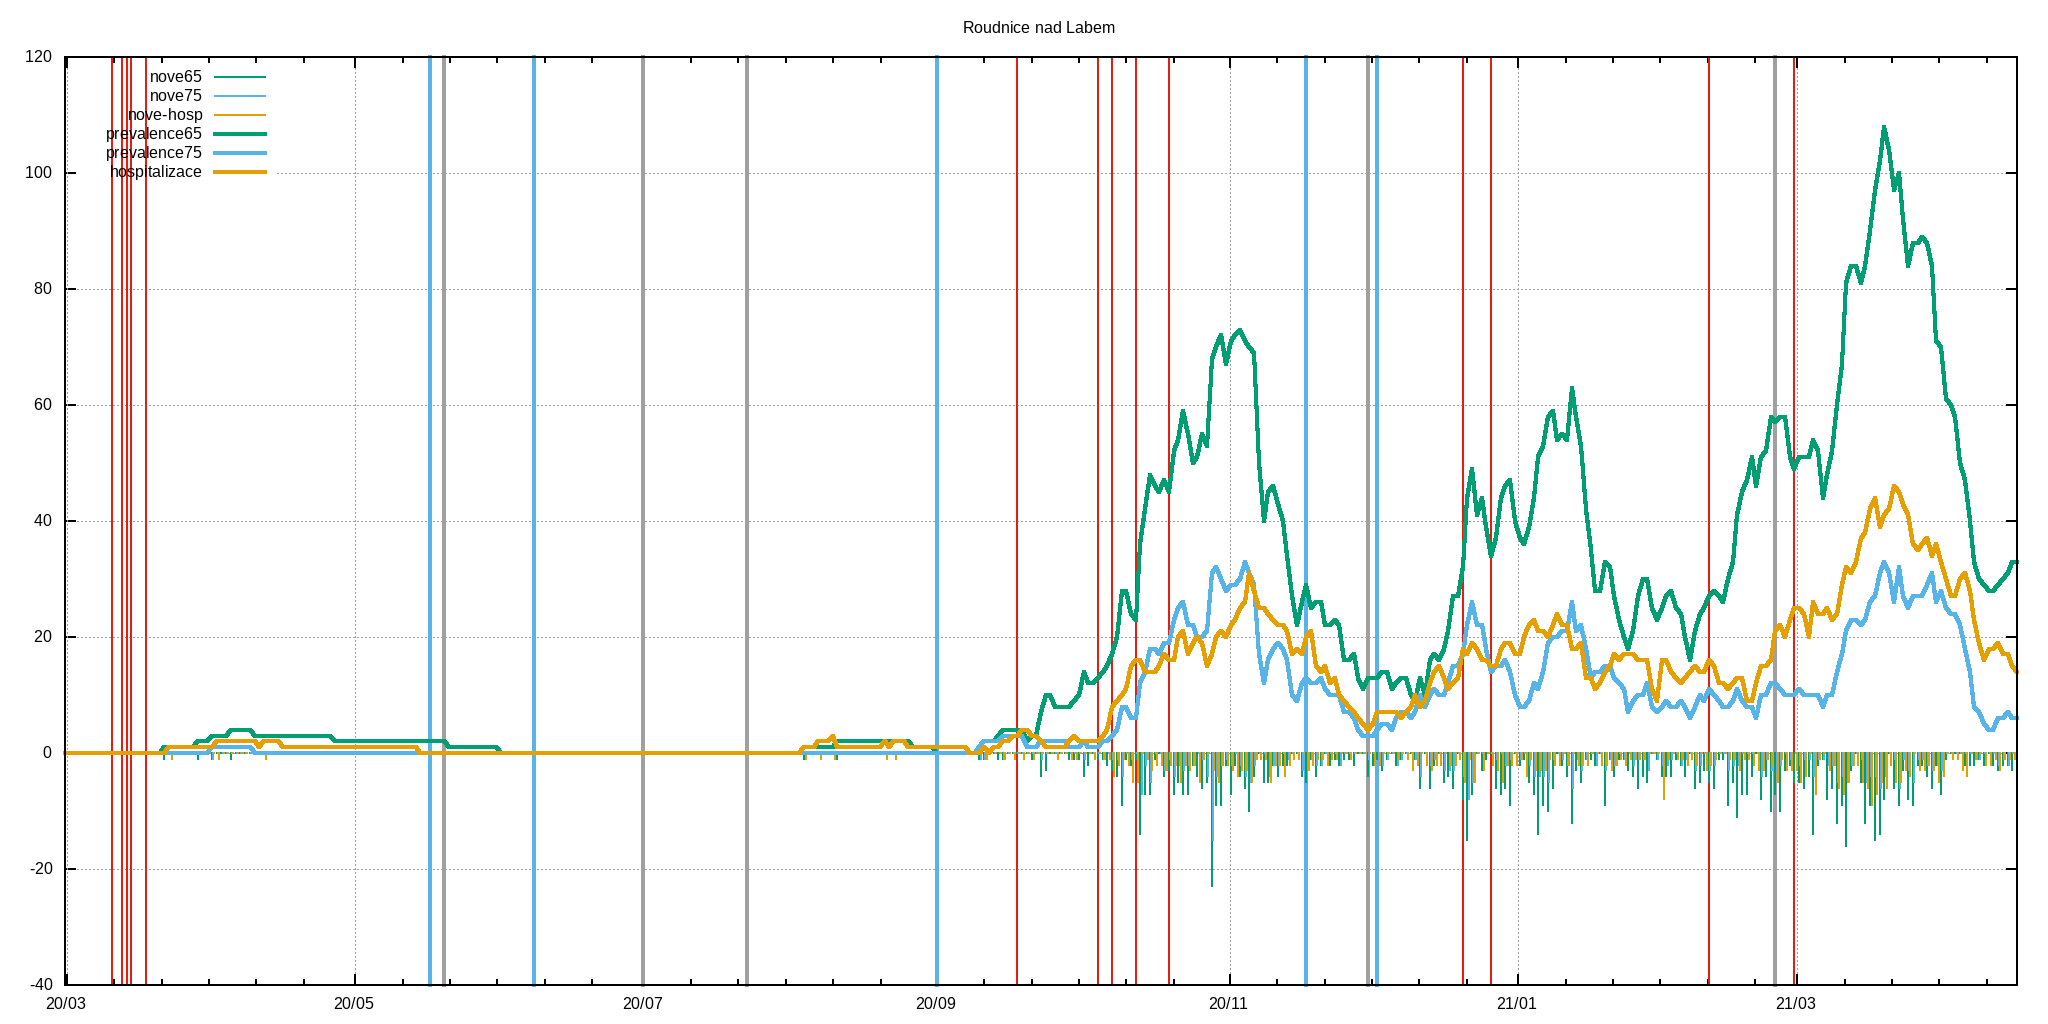 Roudnice nad Labem
120
100
80
60
40
20
0
-20
-40
nove65
nove75
nove-hosp
prevalence65
prevalence75
hospitalizace
20/03 20/05 20/07 20/09 20/11 21/01 21/03